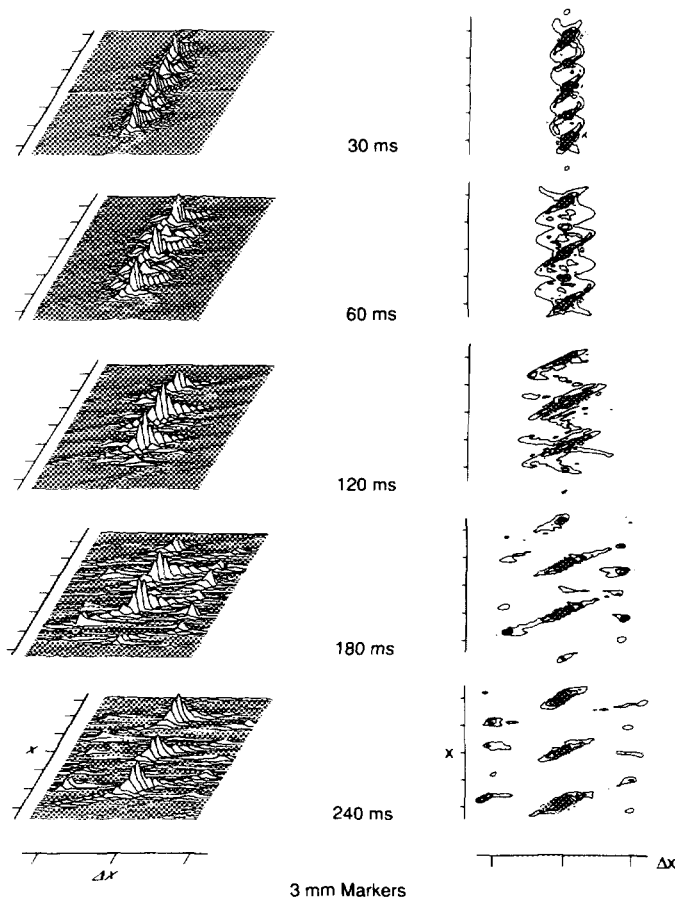 30 ms
60 ms
120 ms
180 ms
x
x
240 ms
Δx
Δx
3 mm Markers